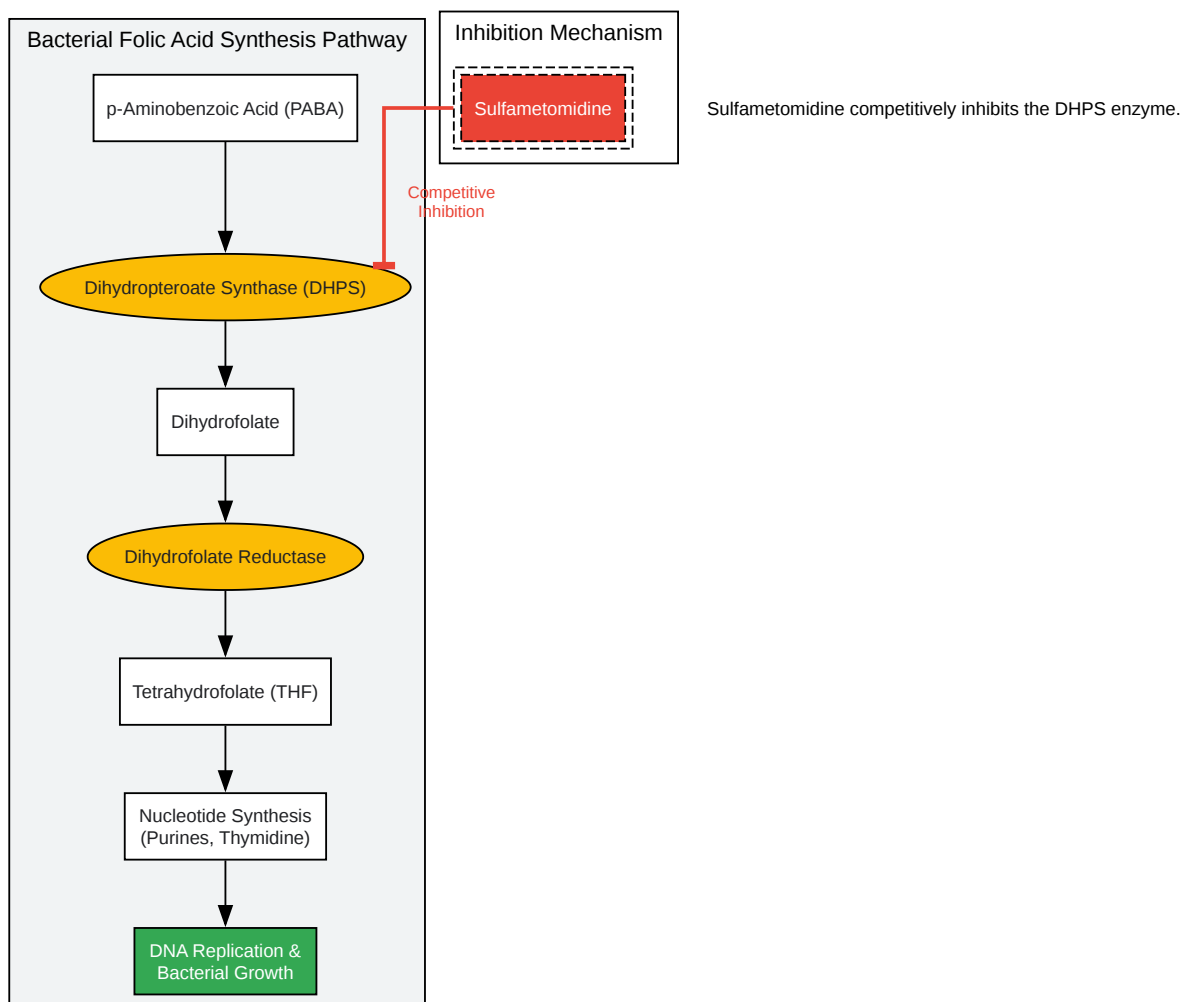 Bacterial Folic Acid Synthesis Pathway
p-Aminobenzoic Acid (PABA)
Dihydropteroate Synthase (DHPS)
Dihydrofolate
Dihydrofolate Reductase
Tetrahydrofolate (THF)
Nucleotide Synthesis
(Purines, Thymidine)
DNA Replication &
Bacterial Growth
Inhibition Mechanism
Sulfametomidine
Competitive
Inhibition
Sulfametomidine competitively inhibits the DHPS enzyme.